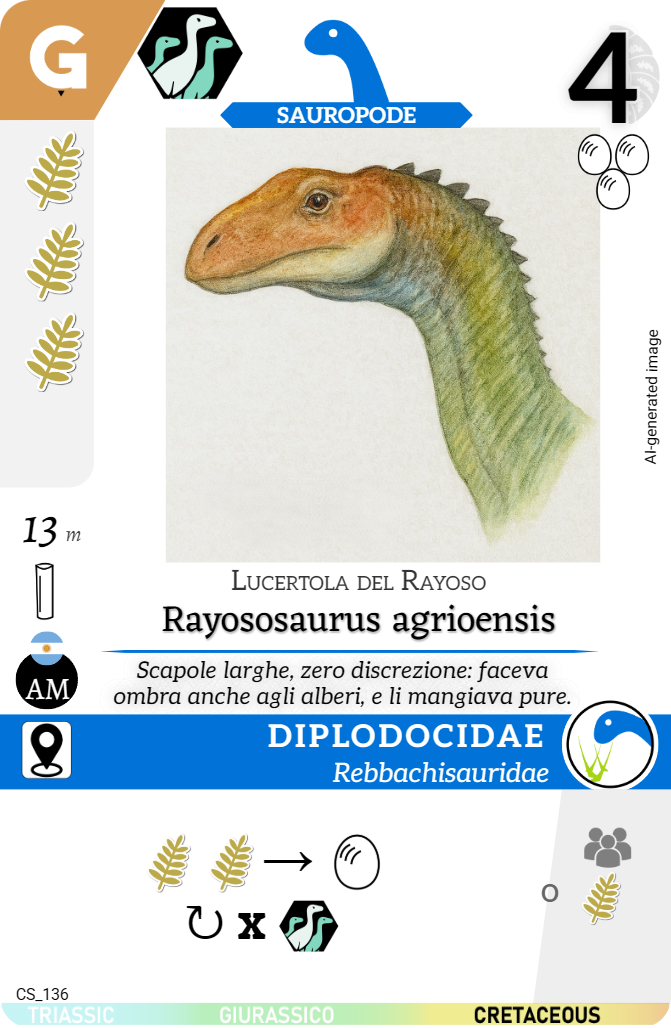 G
4
SAUROPODE
AI-generated image
13 m
LUCERTOLA DEL RAYOSO
Rayososaurus agrioensis
AM
Scapole larghe, zero discrezione: faceva
ombra anche agli alberi, e li mangiava pure.
DIPLODOCIDAE
Rebbachisauridae
x
O
CS_136
TRIASSIC GIURASSICO CRETACEOUS